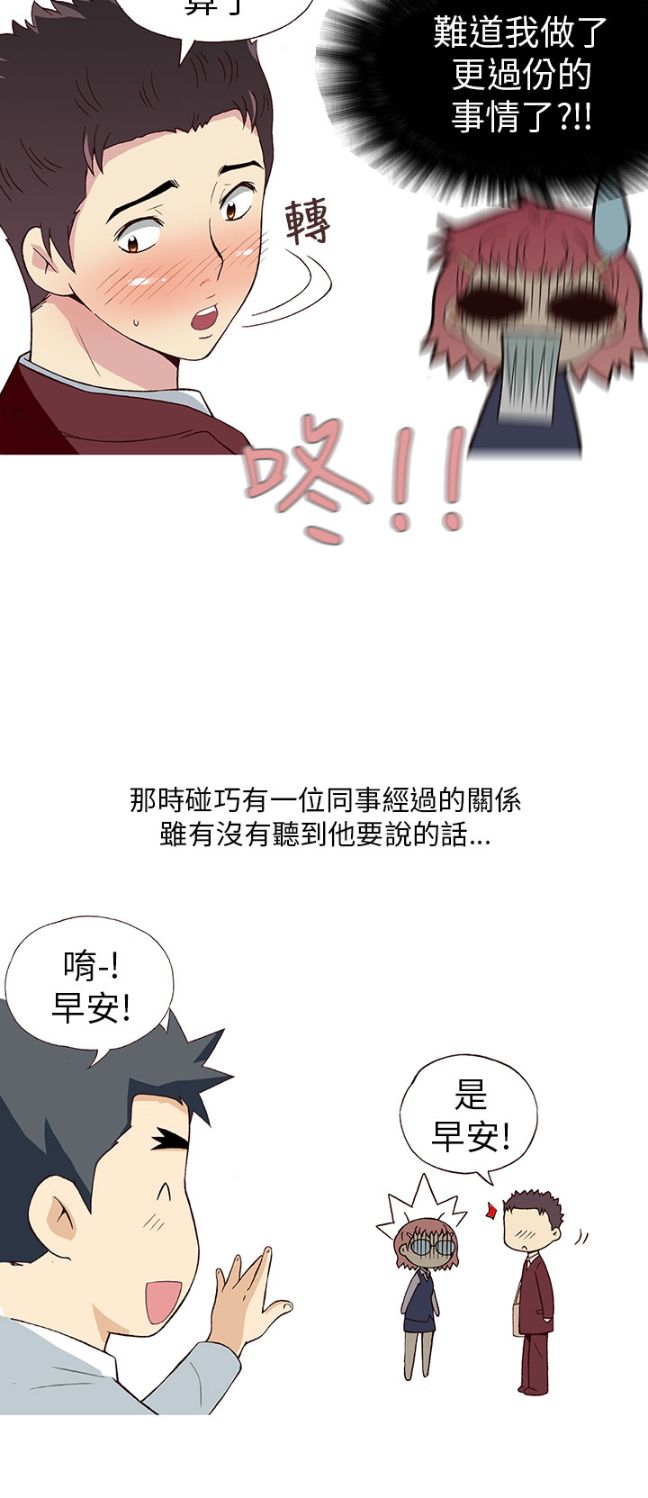 算了
難道我做了
更過份的
事情了?!!
轉
咚!!
那時碰巧有一位同事經過的關係
雖有沒有聽到他要說的話...
唷-!
早安!
是
早安!